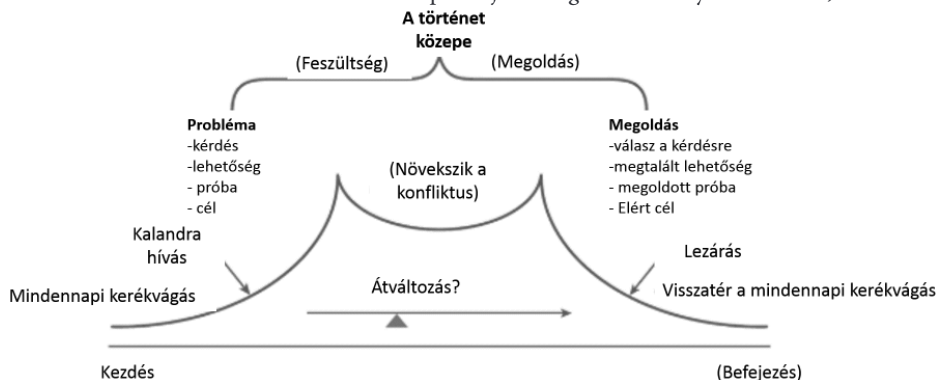 A történet
közepe
(Feszültség)
(Megoldás)
Probléma
-kérdés
-lehetőség
- próba
- cél
Megoldás
-válasz a kérdésre
-megtalált lehetőség
- megoldott próba
- Elért cél
(Növekszik a
konfliktus)
Kalandra
hívás
Lezárás
Mindennapi kerékvágás
Átváltozás?
Visszatér a mindennapi kerékvágás
Kezdés
(Befejezés)